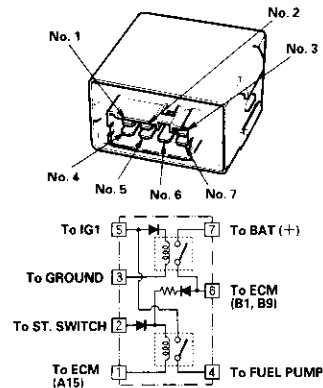 No. 1
No. 2
No. 3
No. 4
No. 5
No. 6
No. 7
To IG1 5
7 To BAT (+)
To GROUND 3
6 To ECM
(B1, B9)
To ST. SWITCH 2
To ECM 1
(A15)
4 To FUEL PUMP